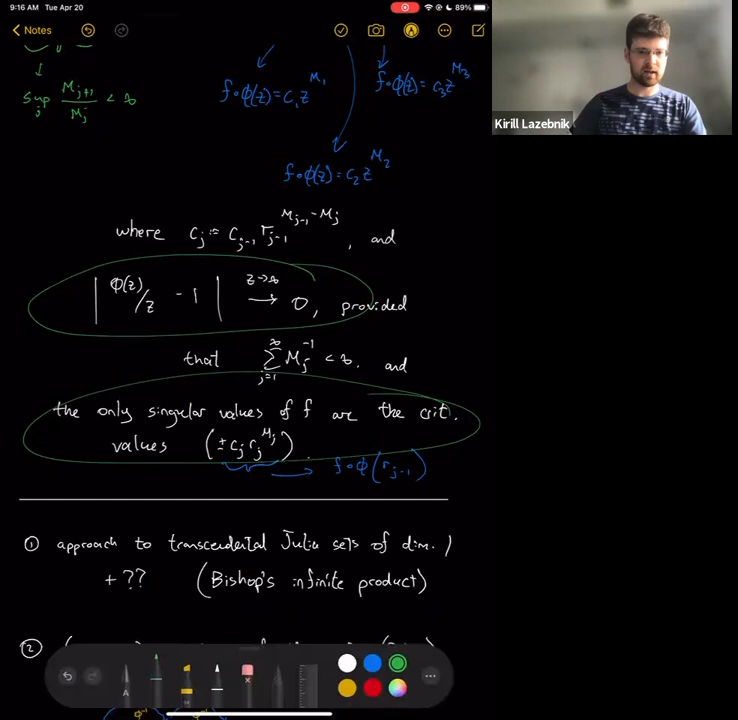 9:16 AM Tue Apr 20
89%
Notes
↓
sup_j M_{j+1}/M_j < ∞
f∘φ(z) = c_1 z^{M_1}
f∘φ(z) = c_3 z^{M_3}
f∘φ(z) = c_2 z^{M_2}
Kirill Lazebnik
where c_j := c_{j-1} r_{j-1}^{M_{j-1} - M_j}, and
| φ(z)/z - 1 | \xrightarrow{z→∞} 0, provided
that \sum_{j=1}^{∞} M_j^{-1} < ∞. and
the only singular values of f are the crit.
values (± c_j r_j^{M_j}). → f∘φ(r_{j-1})
① approach to transcendental Julia sets of dim. 1
+ ?? (Bishop's infinite product)
②
A